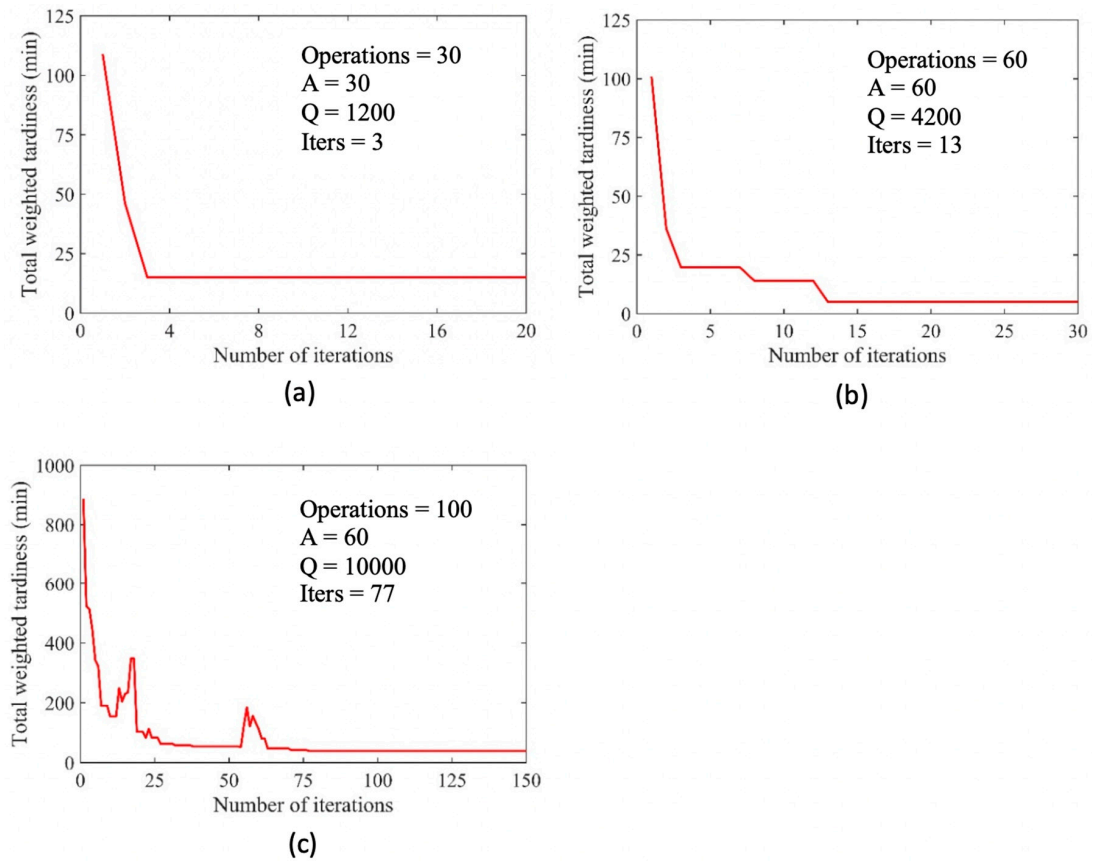 125
100
75
50
25
0
Total weighted tardiness (min)
Operations = 30
A = 30
Q = 1200
Iters = 3
0 4 8 12 16 20
Number of iterations
(a)
125
100
75
50
25
0
Total weighted tardiness (min)
Operations = 60
A = 60
Q = 4200
Iters = 13
0 5 10 15 20 25 30
Number of iterations
(b)
1000
800
600
400
200
0
Total weighted tardiness (min)
Operations = 100
A = 60
Q = 10000
Iters = 77
0 25 50 75 100 125 150
Number of iterations
(c)